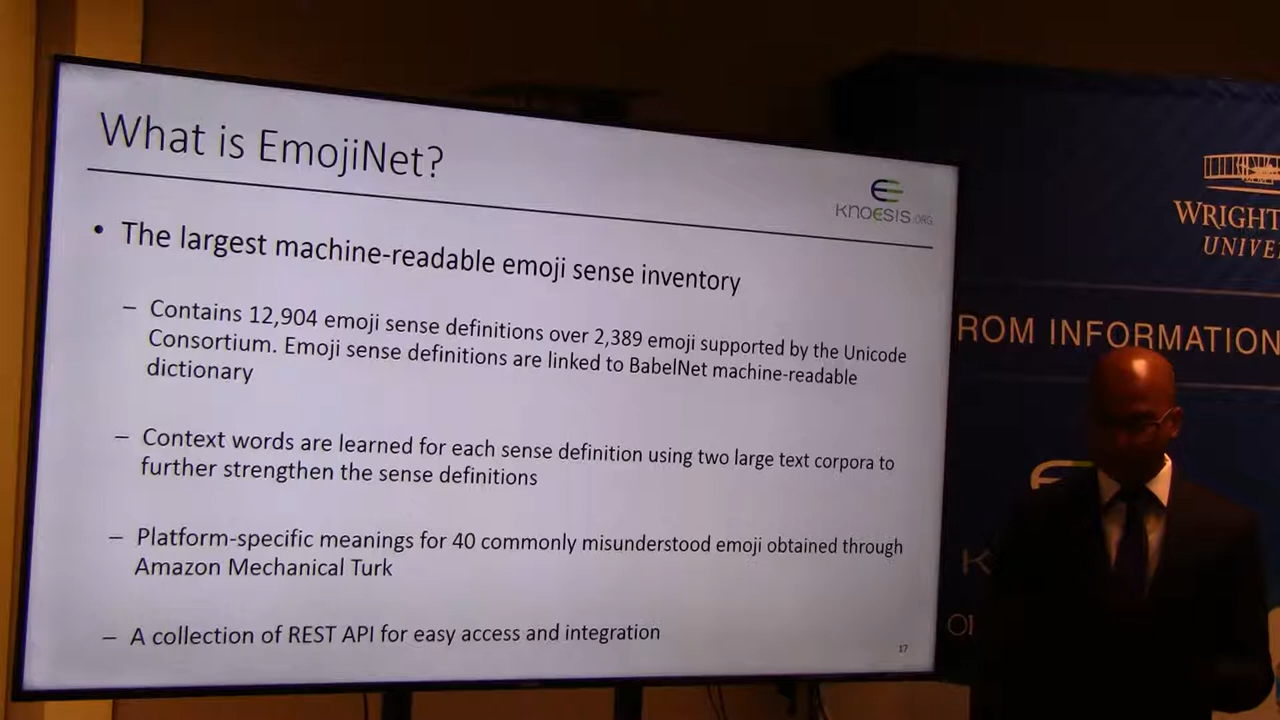 What is EmojiNet?
KNOESIS.ORG
• The largest machine-readable emoji sense inventory
– Contains 12,904 emoji sense definitions over 2,389 emoji supported by the Unicode
Consortium. Emoji sense definitions are linked to BabelNet machine-readable
dictionary
– Context words are learned for each sense definition using two large text corpora to
further strengthen the sense definitions
– Platform-specific meanings for 40 commonly misunderstood emoji obtained through
Amazon Mechanical Turk
– A collection of REST API for easy access and integration
17
WRIGHT
UNIVE
ROM INFORMATION